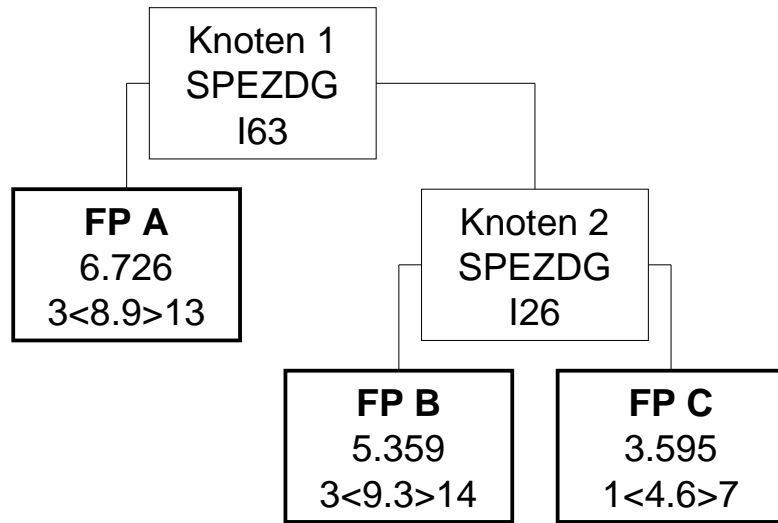 Knoten 1
SPEZDG
I63
FP A
6.726
3<8.9>13
Knoten 2
SPEZDG
I26
FP B
5.359
3<9.3>14
FP C
3.595
1<4.6>7